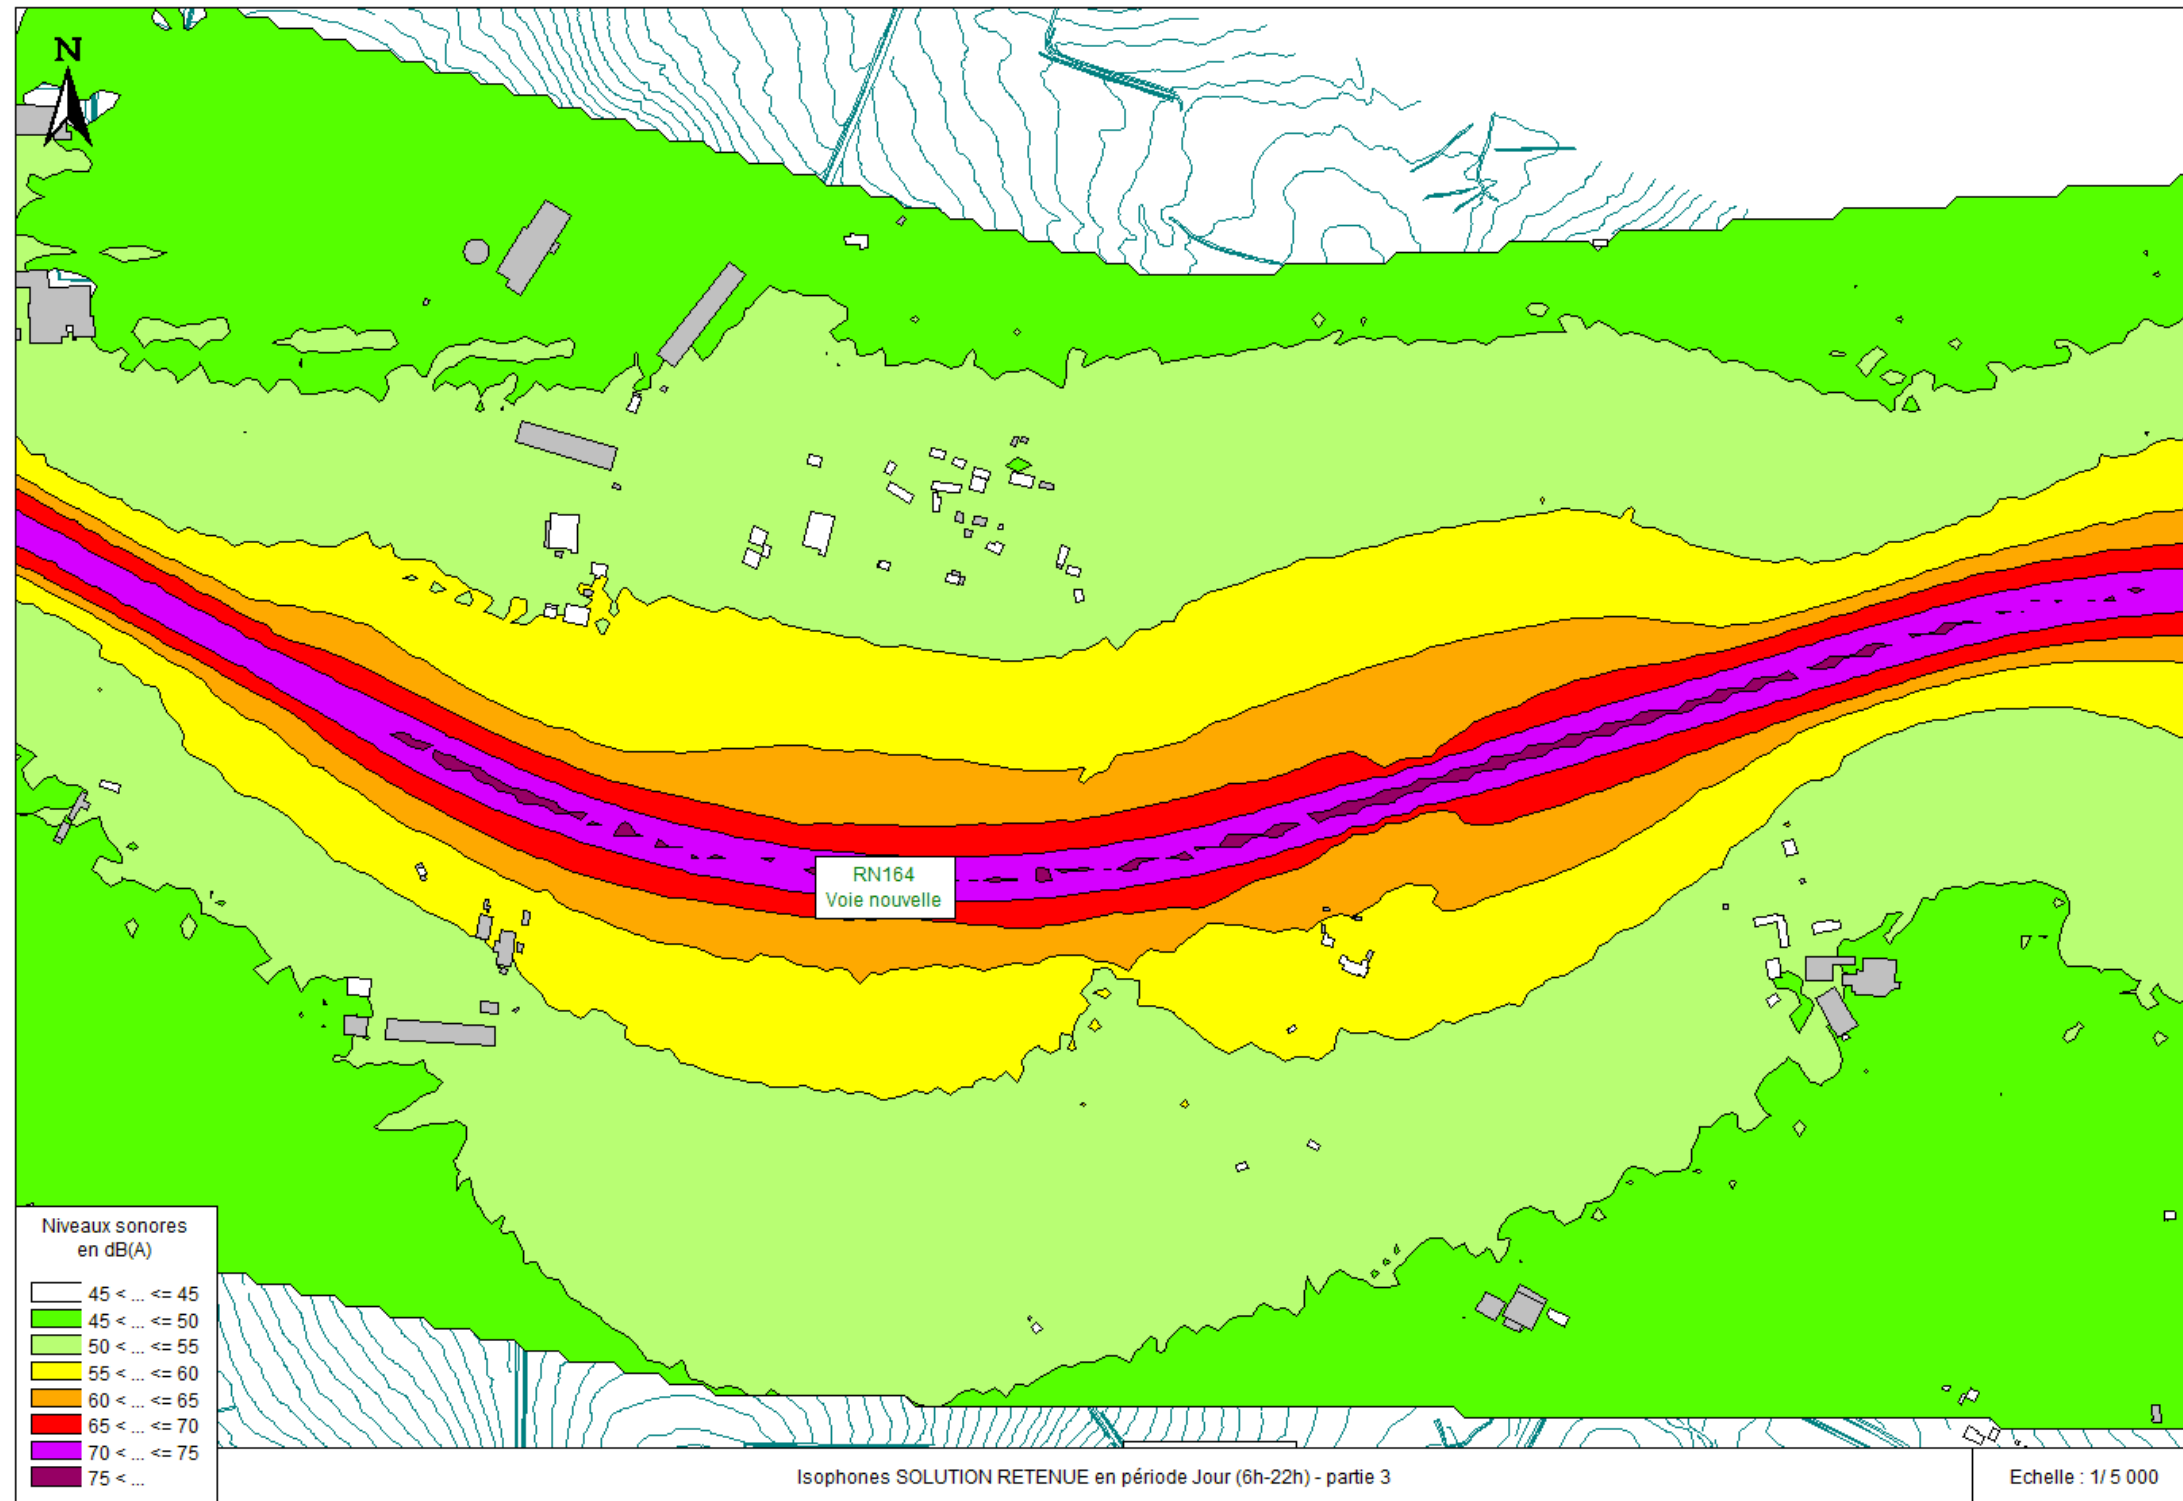 N
RN164
Voie nouvelle
Niveaux sonores
en dB(A)
45 < ... <= 45
45 < ... <= 50
50 < ... <= 55
55 < ... <= 60
60 < ... <= 65
65 < ... <= 70
70 < ... <= 75
75 < ...
Isophones SOLUTION RETENUE en période Jour (6h-22h) - partie 3
Echelle : 1/ 5 000